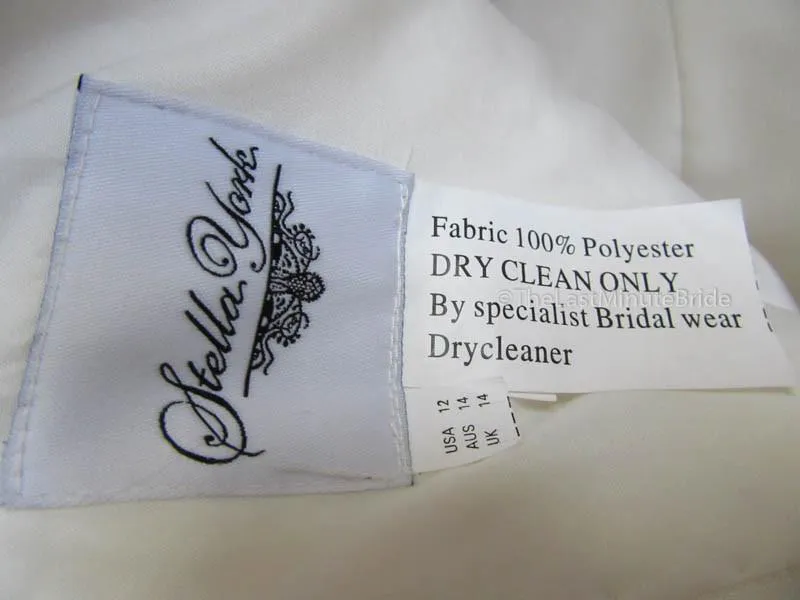 Stella York
Fabric 100% Polyester
DRY CLEAN ONLY
©TheLastMinuteBride
By specialist Bridal wear
Drycleaner
USA 12
AUS 14
UK 14